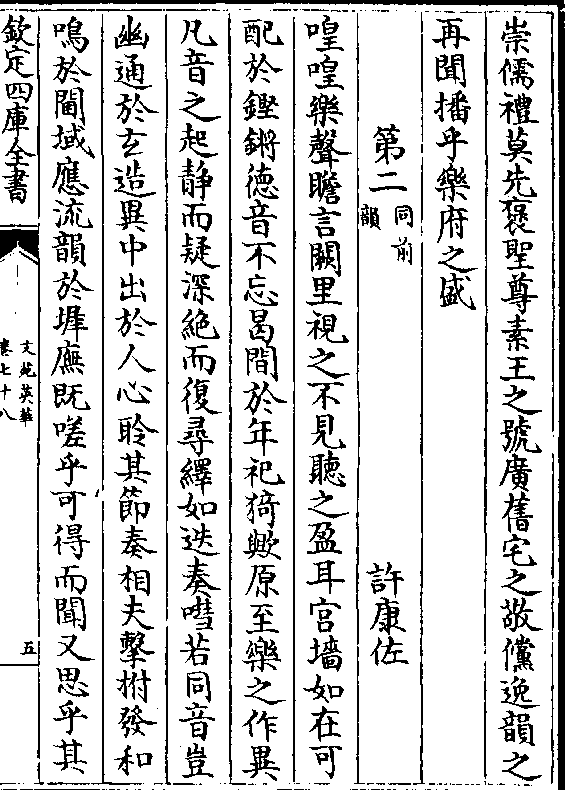 崇儒禮莫先褒聖尊素王之號廣舊宅之敬儻逸韻之
再聞播乎樂府之盛
第二 同前韻 許康佐
喤喤樂聲瞻言闕里視之不見聽之盈耳宮墻如在可
配於鏗鏘徳音不忘曷間於年祀猗歟原至樂之作異
凡音之起静而疑深絶而復尋繹如迭奏嘒若同音豈
幽通於玄造異中出於人心聆其節奏相夫擊拊發和
鳴於閫域應流韻於墀廡既嗟乎可得而聞又思乎其
欽定四庫全書
文苑英華
卷七十八
五